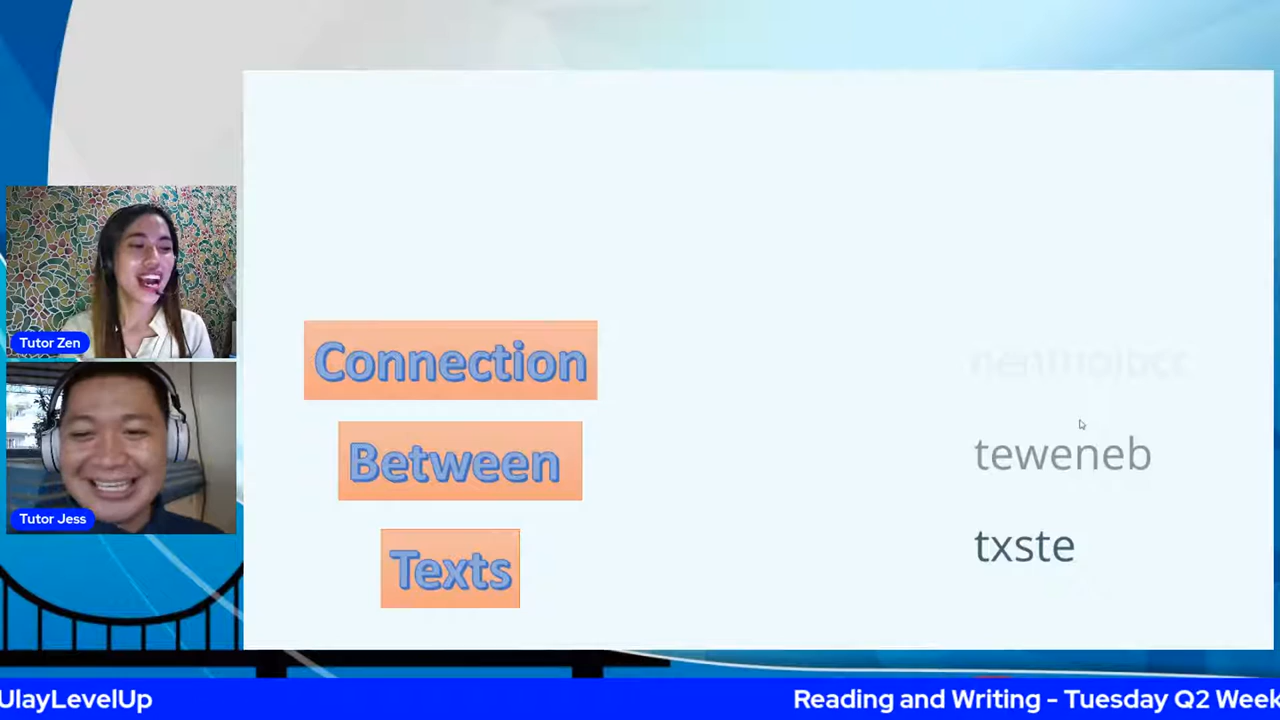 Connection
Between
teweneb
Texts
txste
Tutor Zen
Tutor Jess
UlayLevelUp
Reading and Writing - Tuesday Q2 Week